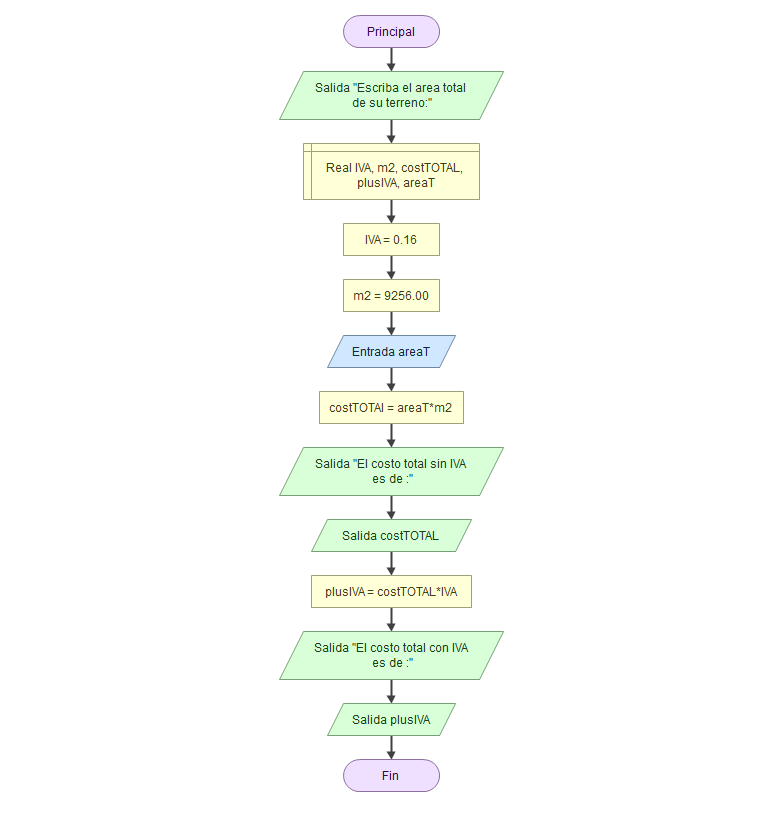 Principal
Salida "Escriba el area total
de su terreno:"
Real IVA, m2, costTOTAL,
plusIVA, areaT
IVA = 0.16
m2 = 9256.00
Entrada areaT
costTOTAl = areaT*m2
Salida "El costo total sin IVA
es de :"
Salida costTOTAL
plusIVA = costTOTAL*IVA
Salida "El costo total con IVA
es de :"
Salida plusIVA
Fin